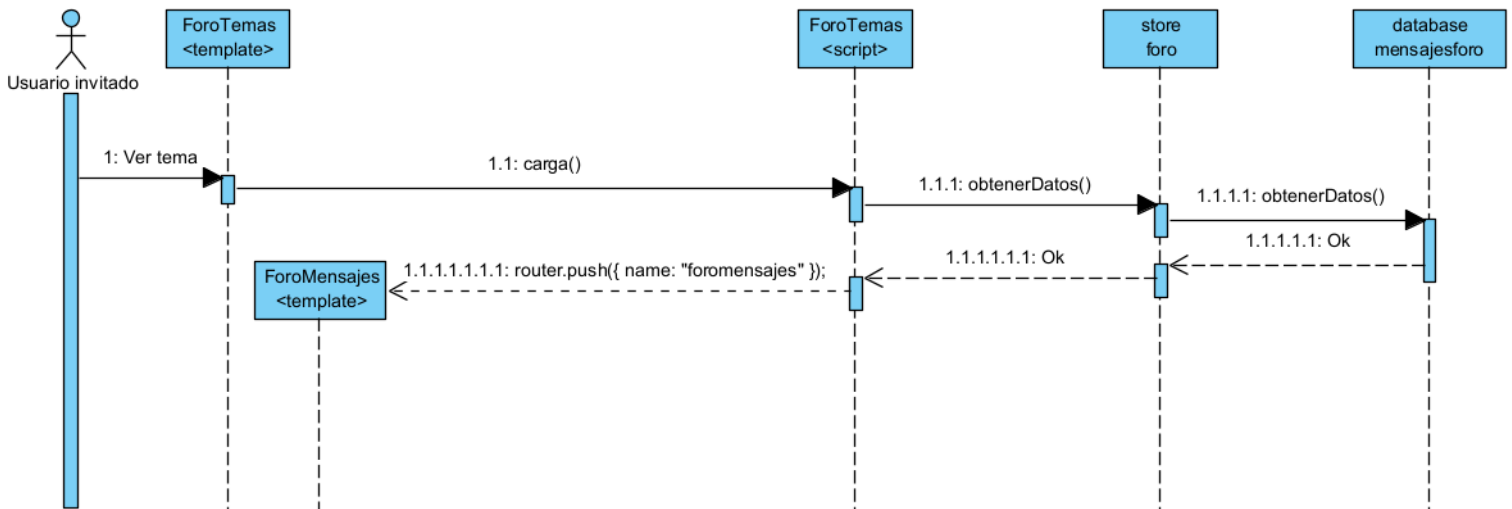 ForoTemas
<template>
ForoTemas
<script>
store
foro
database
mensajesforo
Usuario invitado
1: Ver tema
1.1: carga()
1.1.1: obtenerDatos()
1.1.1.1: obtenerDatos()
1.1.1.1.1: Ok
1.1.1.1.1.1: Ok
1.1.1.1.1.1.1: router.push({ name: "foromensajes" });
ForoMensajes
<template>